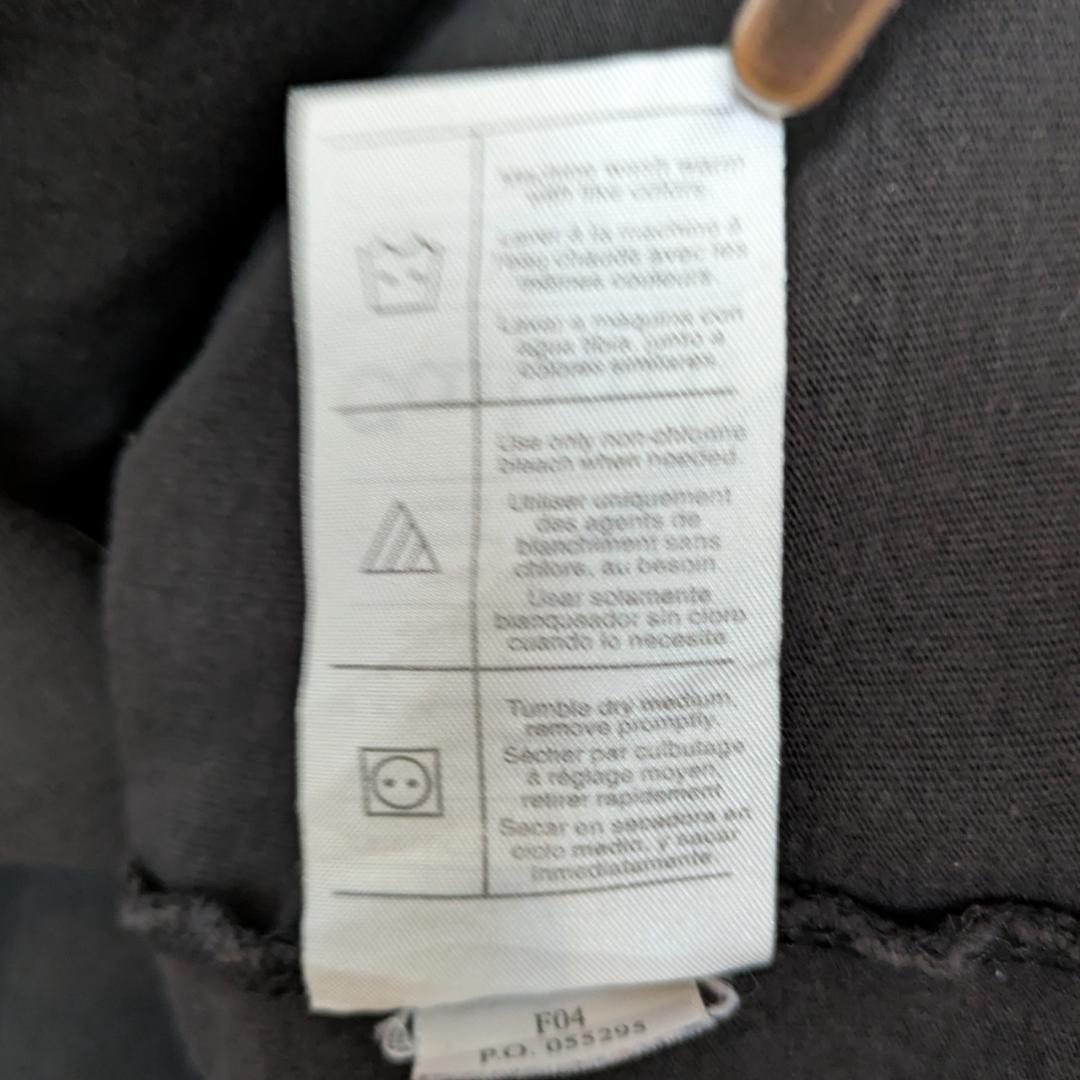 Machine wash warm
with like colors.
Laver à la machine à
l'eau chaude avec les
mêmes couleurs.
Lavar a máquina con
agua tibia, junto a
colores similares.
Use only non-chlorine
bleach when needed.
Utiliser uniquement
des agents de
blanchiment sans
chlore, au besoin.
Usar solamente
blanqueador sin cloro
cuando lo necesite.
Tumble dry medium,
remove promptly.
Sécher par culbutage
à réglage moyen,
retirer rapidement.
Sacar en secadora en
ciclo medio, y sacar
inmediatamente.
F04
P.O. 055295